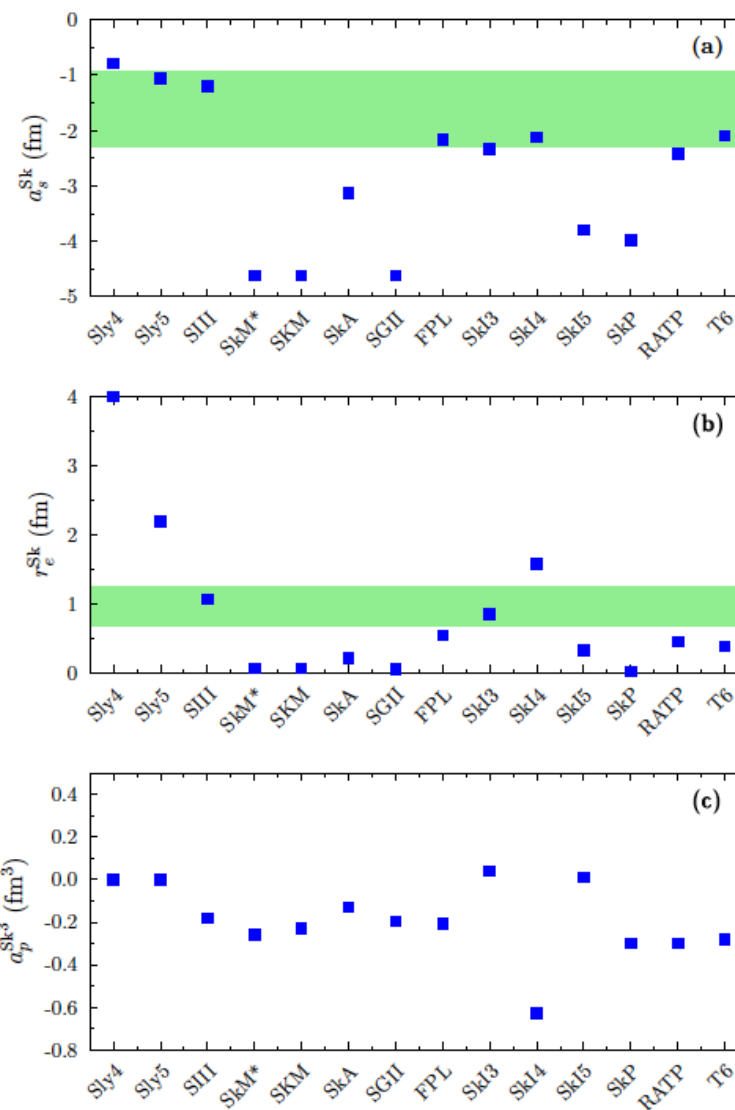 (a)
0
-1
-2
-3
-4
-5
a_s^Sk (fm)
Sly4 Sly5 SIII SkM* SKM SkA SGII FPL SkI3 SkI4 SkI5 SkP RATP T6
(b)
4
3
2
1
0
r_e^Sk (fm)
Sly4 Sly5 SIII SkM* SKM SkA SGII FPL SkI3 SkI4 SkI5 SkP RATP T6
(c)
0.4
0.2
0.0
-0.2
-0.4
-0.6
-0.8
a_p^Sk³ (fm³)
Sly4 Sly5 SIII SkM* SKM SkA SGII FPL SkI3 SkI4 SkI5 SkP RATP T6